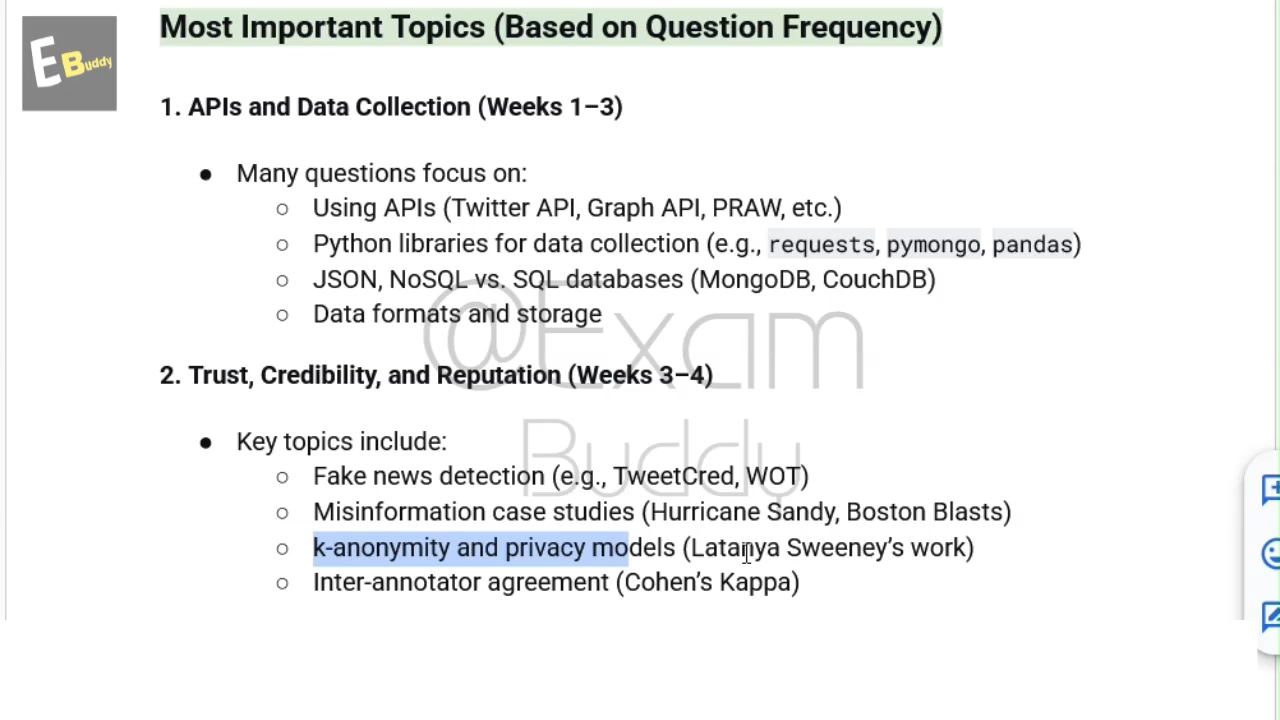 E Buddy
Most Important Topics (Based on Question Frequency)
1. APIs and Data Collection (Weeks 1–3)
● Many questions focus on:
○ Using APIs (Twitter API, Graph API, PRAW, etc.)
○ Python libraries for data collection (e.g., requests, pymongo, pandas)
○ JSON, NoSQL vs. SQL databases (MongoDB, CouchDB)
○ Data formats and storage
@Exam
2. Trust, Credibility, and Reputation (Weeks 3–4)
Buddy
● Key topics include:
○ Fake news detection (e.g., TweetCred, WOT)
○ Misinformation case studies (Hurricane Sandy, Boston Blasts)
○ k-anonymity and privacy models (Latanya Sweeney’s work)
○ Inter-annotator agreement (Cohen’s Kappa)